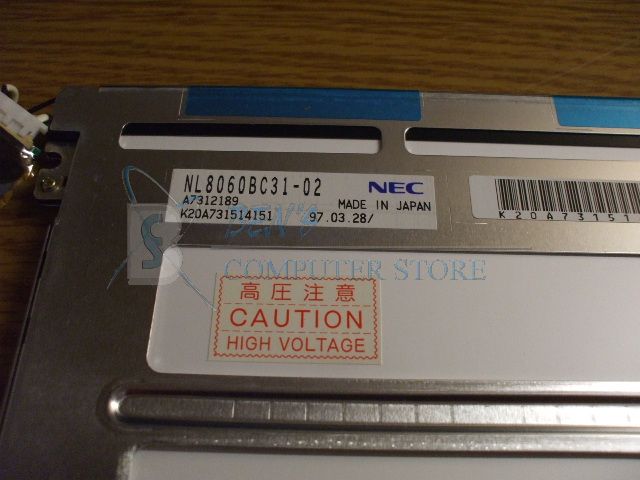 NL8060BC31-02
NEC
A7312189
MADE IN JAPAN
K20A731514151
97.03.28/
K20A73151
COMPUTER STORE
高圧注意
CAUTION
HIGH VOLTAGE